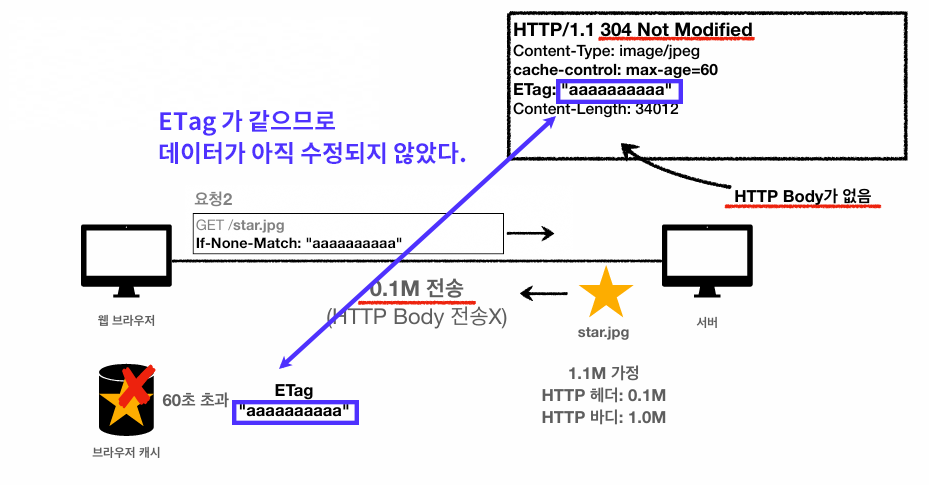 HTTP/1.1 304 Not Modified
Content-Type: image/jpeg
cache-control: max-age=60
ETag: "aaaaaaaaaa"
Content-Length: 34012
ETag 가 같으므로
데이터가 아직 수정되지 않았다.
HTTP Body가 없음
요청2
GET /star.jpg
If-None-Match: "aaaaaaaaaa"
0.1M 전송
(HTTP Body 전송X)
웹 브라우저
star.jpg
서버
1.1M 가정
HTTP 헤더: 0.1M
HTTP 바디: 1.0M
60초 초과
ETag
"aaaaaaaaaa"
브라우저 캐시